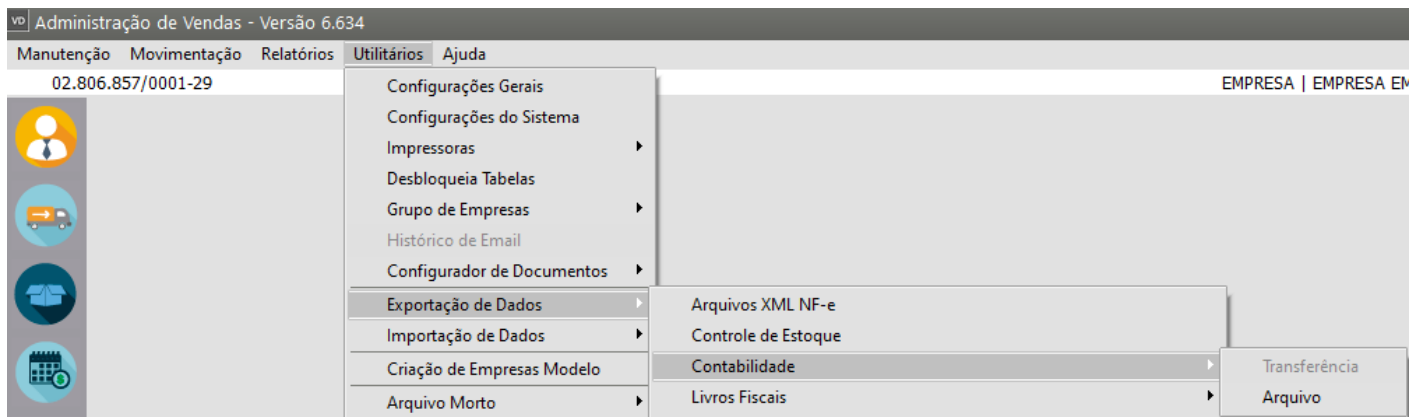 VD Administração de Vendas - Versão 6.634
Manutenção Movimentação Relatórios Utilitários Ajuda
02.806.857/0001-29 EMPRESA | EMPRESA EM
Configurações Gerais
Configurações do Sistema
Impressoras
Desbloqueia Tabelas
Grupo de Empresas
Histórico de Email
Configurador de Documentos
Exportação de Dados
Importação de Dados
Criação de Empresas Modelo
Arquivo Morto
Arquivos XML NF-e
Controle de Estoque
Contabilidade
Livros Fiscais
Transferência
Arquivo